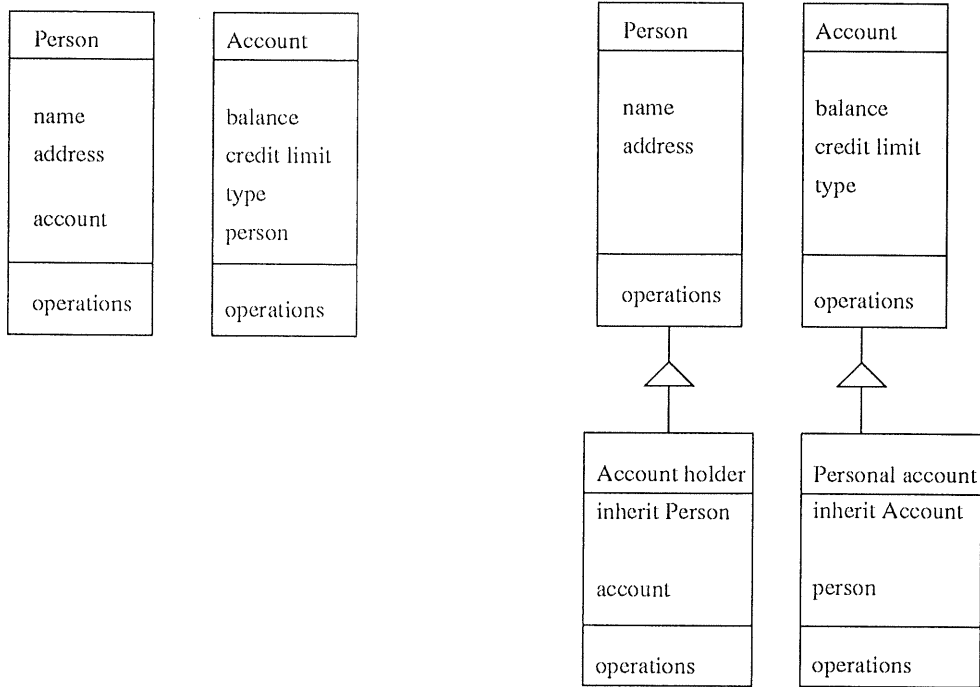 Person
name
address
account
operations
Account
balance
credit limit
type
person
operations
Person
name
address
operations
Account
balance
credit limit
type
operations
Account holder
inherit Person
account
operations
Personal account
inherit Account
person
operations